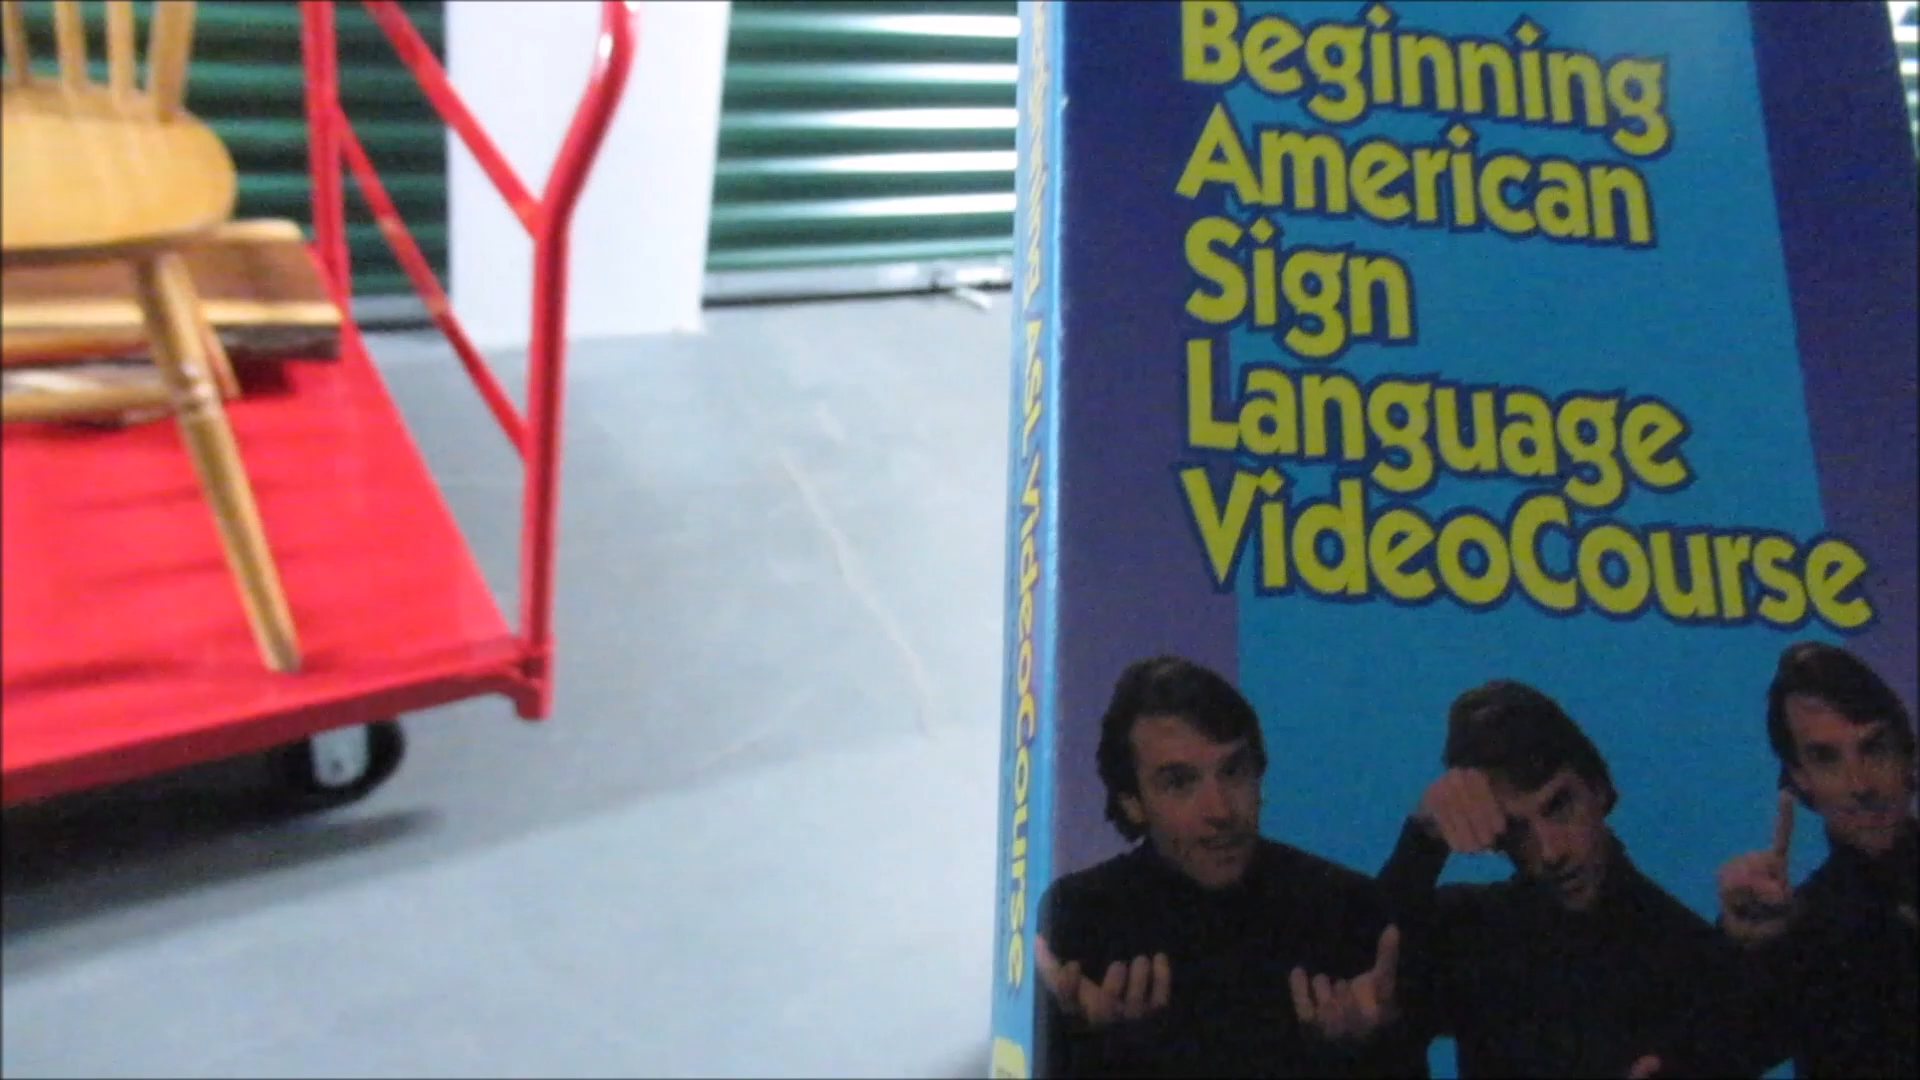 Beginning
American
Sign
Language
VideoCourse
ASL VideoCourse